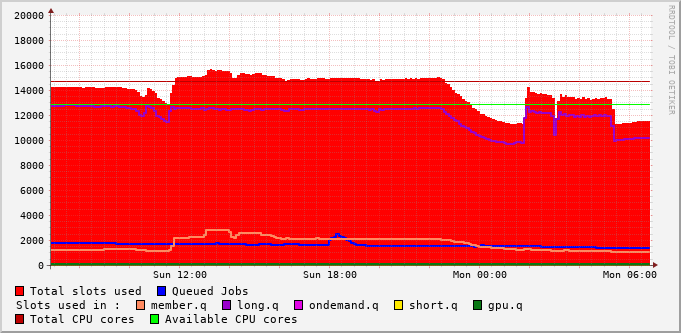 20000
18000
16000
14000
12000
10000
8000
6000
4000
2000
0
Sun 12:00 Sun 18:00 Mon 00:00 Mon 06:00
RRDTOOL / TOBI OETIKER
Total slots used Queued Jobs
Slots used in : member.q long.q ondemand.q short.q gpu.q
Total CPU cores Available CPU cores